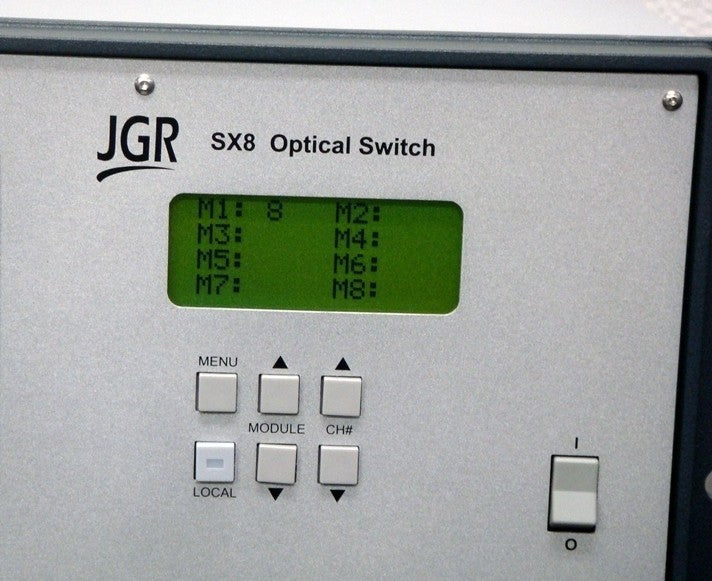 JGR SX8 Optical Switch
M1: 8 M2:
M3: M4:
M5: M6:
M7: M8:
MENU
MODULE CH#
LOCAL
I
O